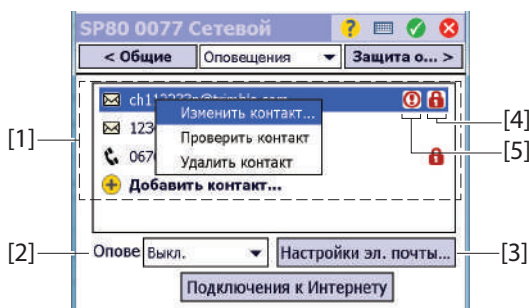 SP80 0077 Сетевой ?
< Общие Оповещения Защита о... >
[1]
[4]
[5]
Изменить контакт...
123
Проверить контакт
067
Удалить контакт
Добавить контакт...
[2] Опове Выкл. Настройки эл. почты... [3]
Подключения к Интернету